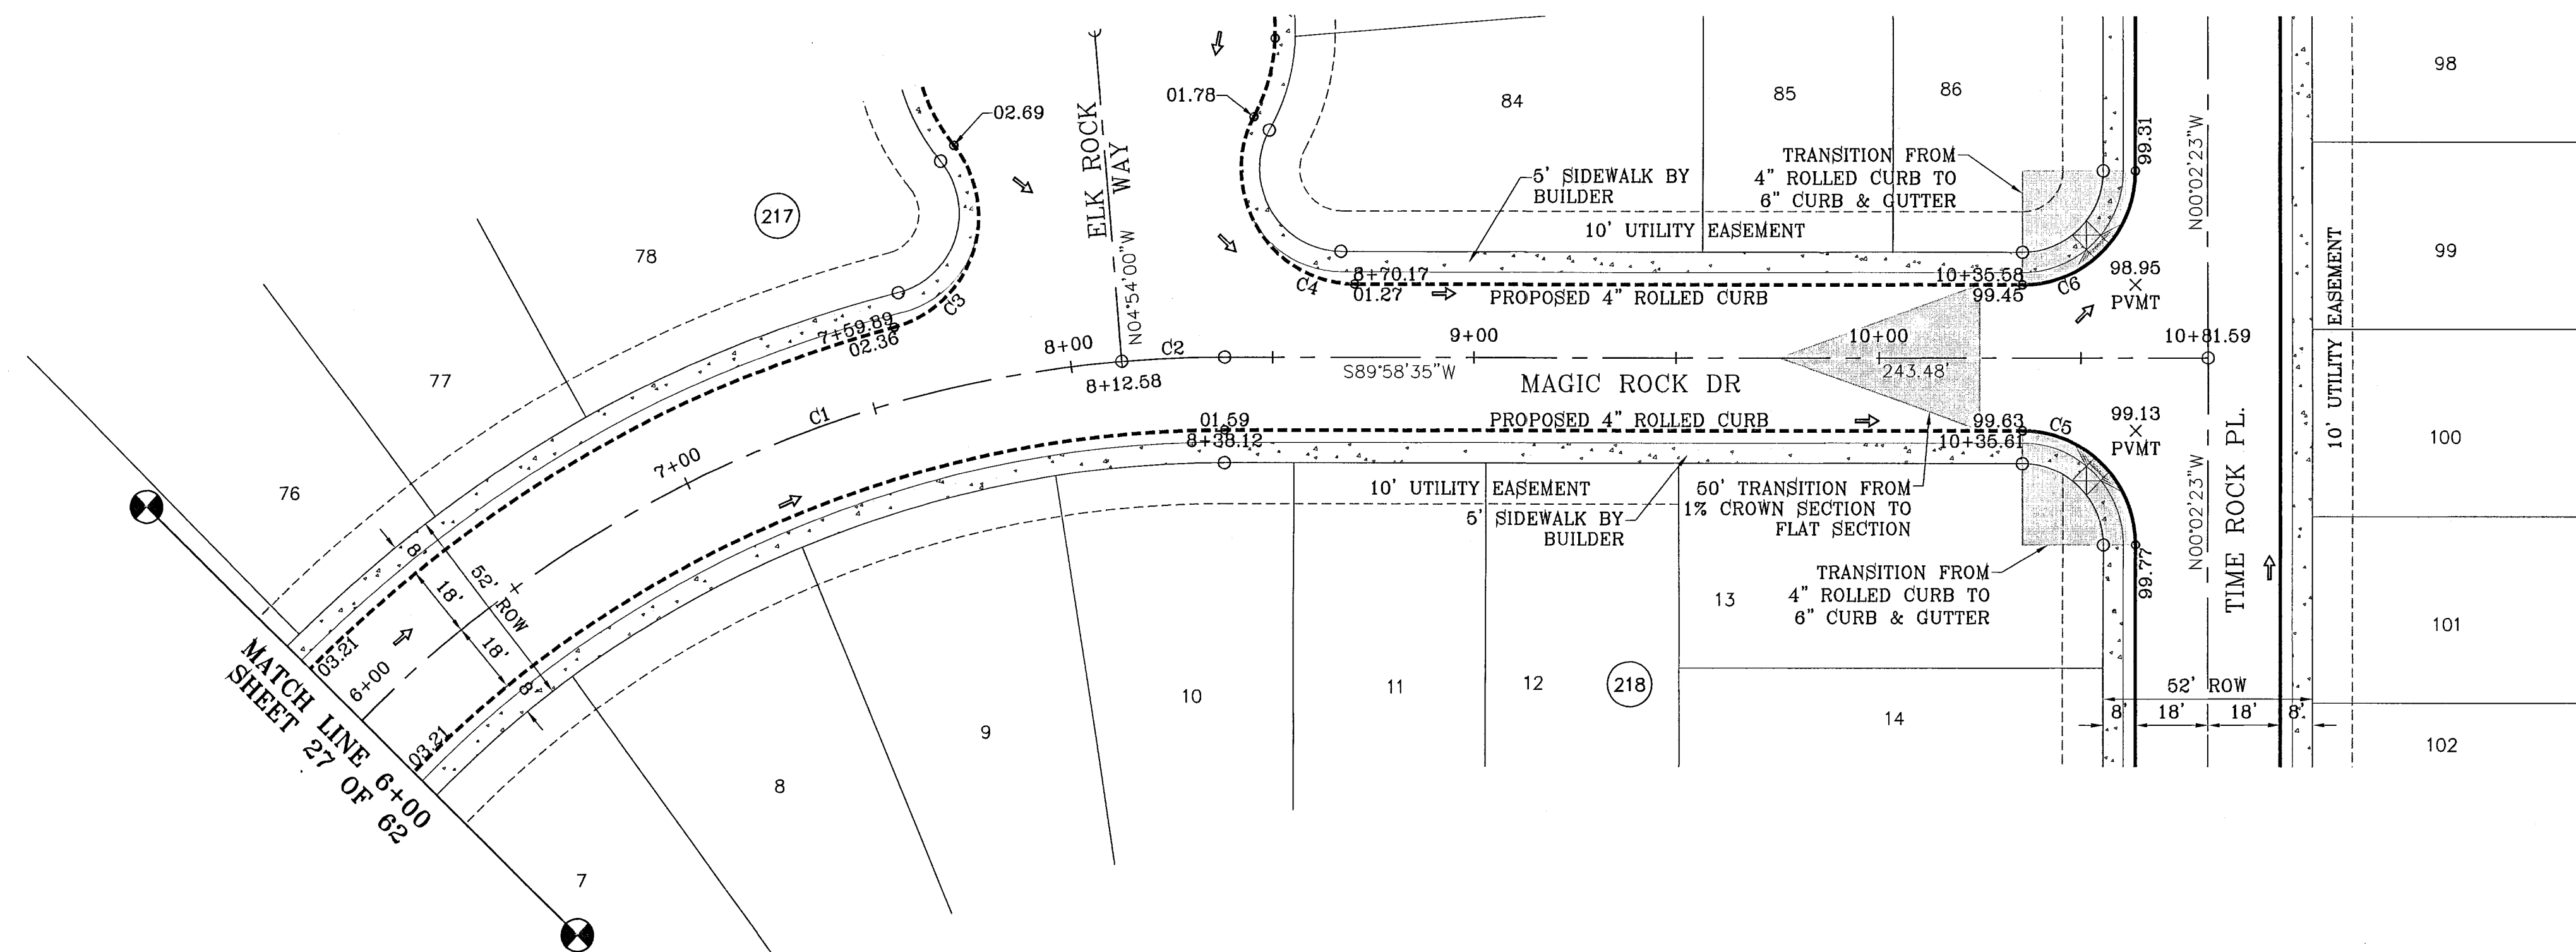 98
02.69
01.78
84
85
86
99.31
N00°02'23"W
ELK ROCK
WAY
N04°54'00"W
TRANSITION FROM
4" ROLLED CURB TO
6" CURB & GUTTER
5' SIDEWALK BY
BUILDER
217
10' UTILITY EASEMENT
78
99
8+70.17
01.27
C4
10+35.58
99.45
C6
98.95
PVMT
PROPOSED 4" ROLLED CURB
C3
7+59.89
02.36
10' UTILITY EASEMENT
8+00
C2
9+00
10+00
10+81.59
8+12.58
S89°58'35"W
243.48'
MAGIC ROCK DR
77
C1
01.59
8+38.12
PROPOSED 4" ROLLED CURB
99.63
10+35.61
C5
99.13
PVMT
100
7+00
76
10' UTILITY EASEMENT
5' SIDEWALK BY
BUILDER
50' TRANSITION FROM
1% CROWN SECTION TO
FLAT SECTION
N00°02'23"W
TIME ROCK PL.
8'
52' ROW
18'
18'
8'
TRANSITION FROM
4" ROLLED CURB TO
6" CURB & GUTTER
99.77
13
101
03.21
6+00
03.21
MATCH LINE 6+00
SHEET 27 OF 62
10
11
12
218
14
52' ROW
8'
18'
18'
8'
9
102
8
7